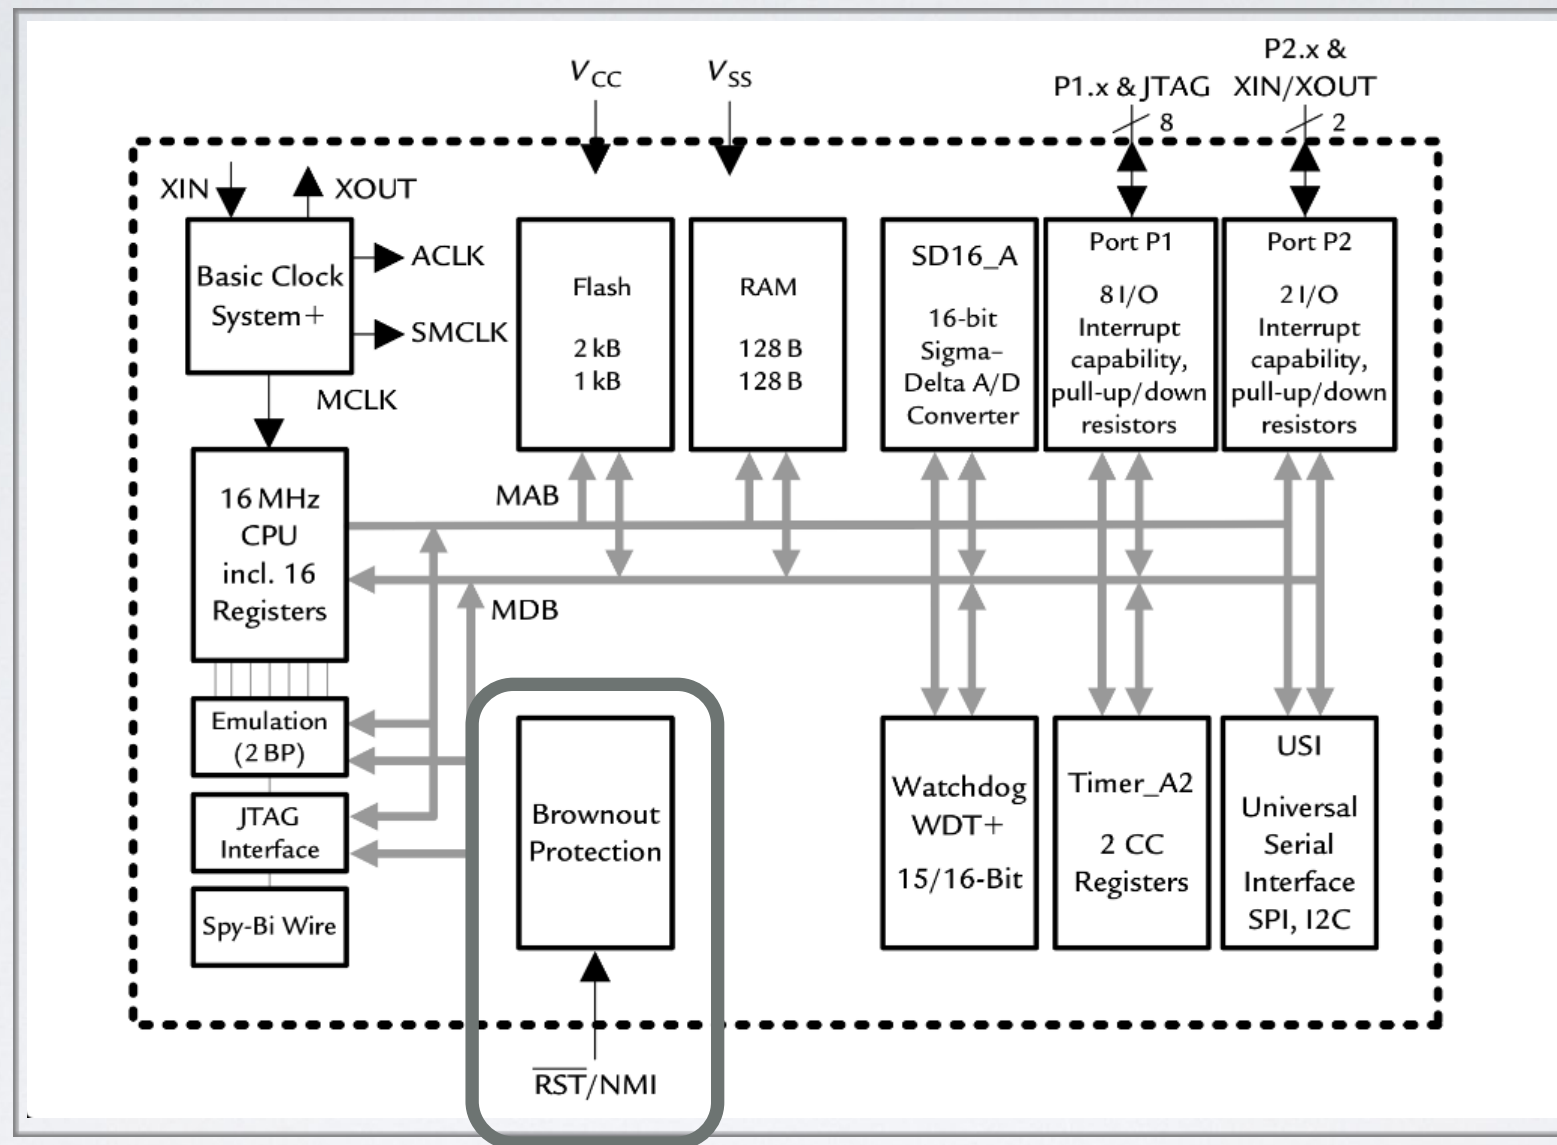 P2.x &
V CC
V SS
P1.x & JTAG
XIN/XOUT
8
2
XIN
XOUT
Basic Clock
System+
ACLK
SMCLK
MCLK
Flash
2 kB
1 kB
RAM
128 B
128 B
SD16_A
16-bit
Sigma–
Delta A/D
Converter
Port P1
8 I/O
Interrupt
capability,
pull-up/down
resistors
Port P2
2 I/O
Interrupt
capability,
pull-up/down
resistors
16 MHz
CPU
incl. 16
Registers
MAB
MDB
Emulation
(2 BP)
JTAG
Interface
Spy-Bi Wire
Brownout
Protection
RST/NMI
Watchdog
WDT+
15/16-Bit
Timer_A2
2 CC
Registers
USI
Universal
Serial
Interface
SPI, I2C